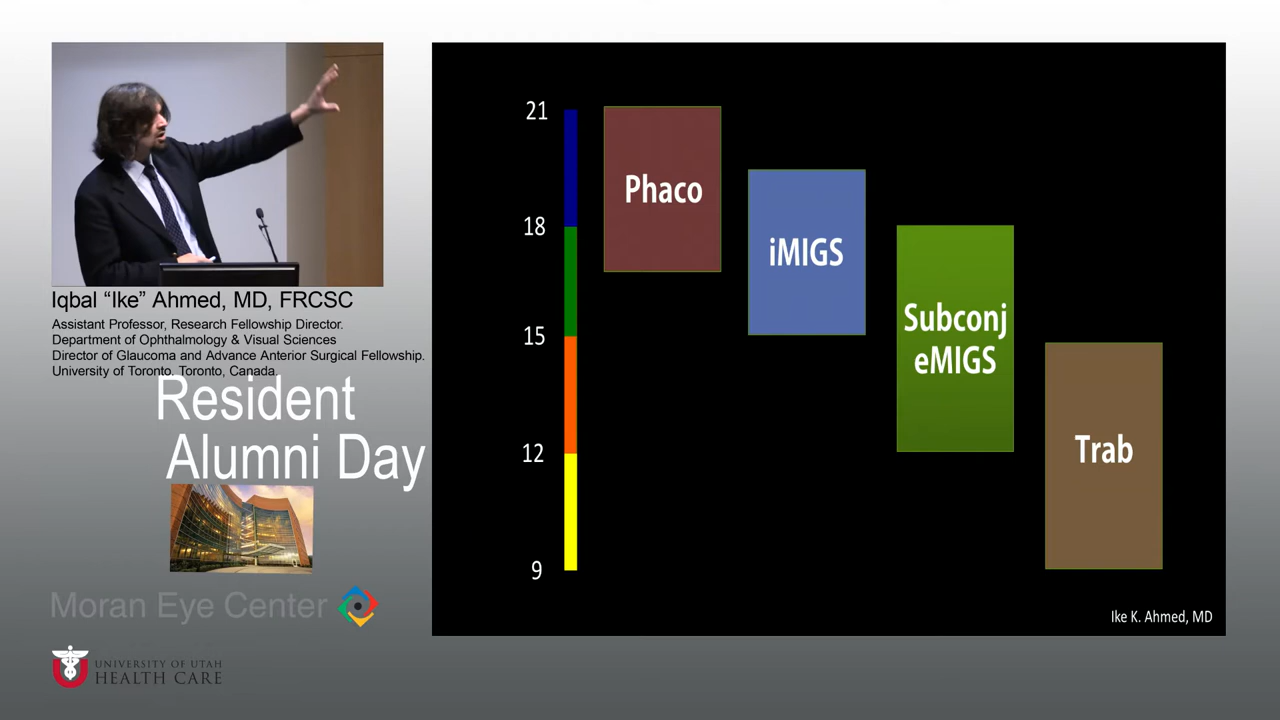 Iqbal “Ike” Ahmed, MD, FRCSC
Assistant Professor, Research Fellowship Director.
Department of Ophthalmology & Visual Sciences
Director of Glaucoma and Advance Anterior Surgical Fellowship.
University of Toronto. Toronto, Canada.
Resident
Alumni Day
Moran Eye Center
UNIVERSITY OF UTAH
HEALTH CARE
21
18
15
12
9
Phaco
iMIGS
Subconj
eMIGS
Trab
Ike K. Ahmed, MD